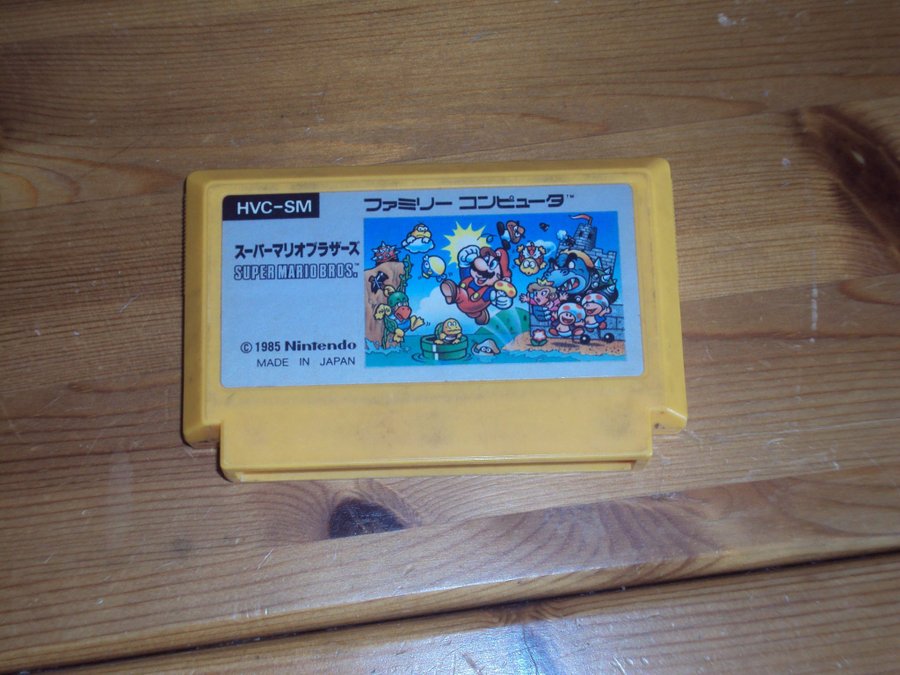 HVC-SM
ファミリー コンピュータ™
スーパーマリオブラザーズ
SUPER MARIO BROS.™
© 1985 Nintendo
MADE IN JAPAN